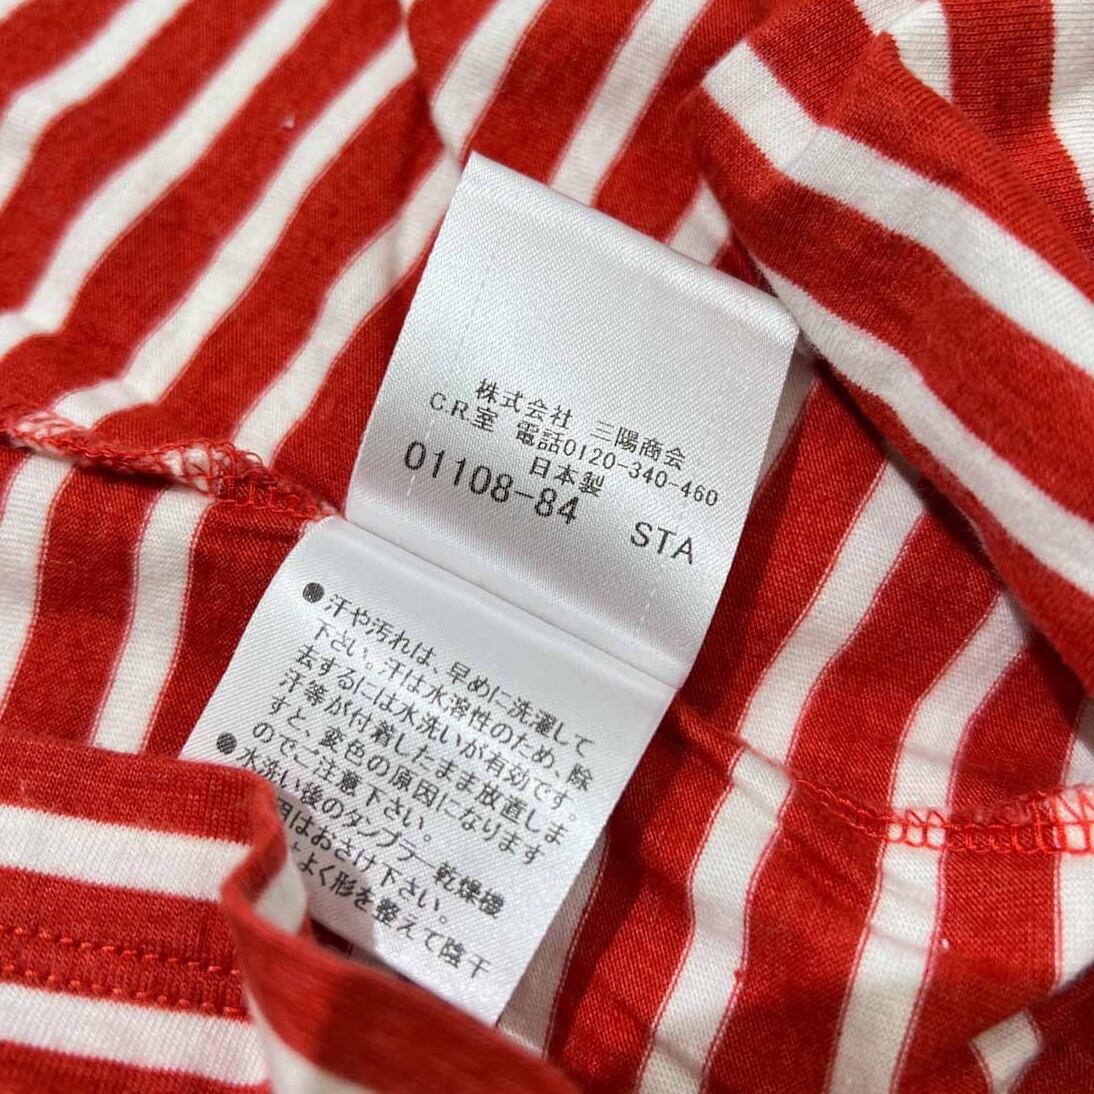 株式会社 三陽商会
C.R.室 電話0120-340-460
日本製
01108-84 STA
●汗や汚れは、早めに洗濯して
下さい。汗は水溶性のため、除
去するには水洗いが有効です。
汗等が付着したまま放置しま
すと、変色の原因になります
のでご注意下さい。
●水洗い後のタンブラー乾燥機
用はおさけ下さい。
よく形を整えて陰干